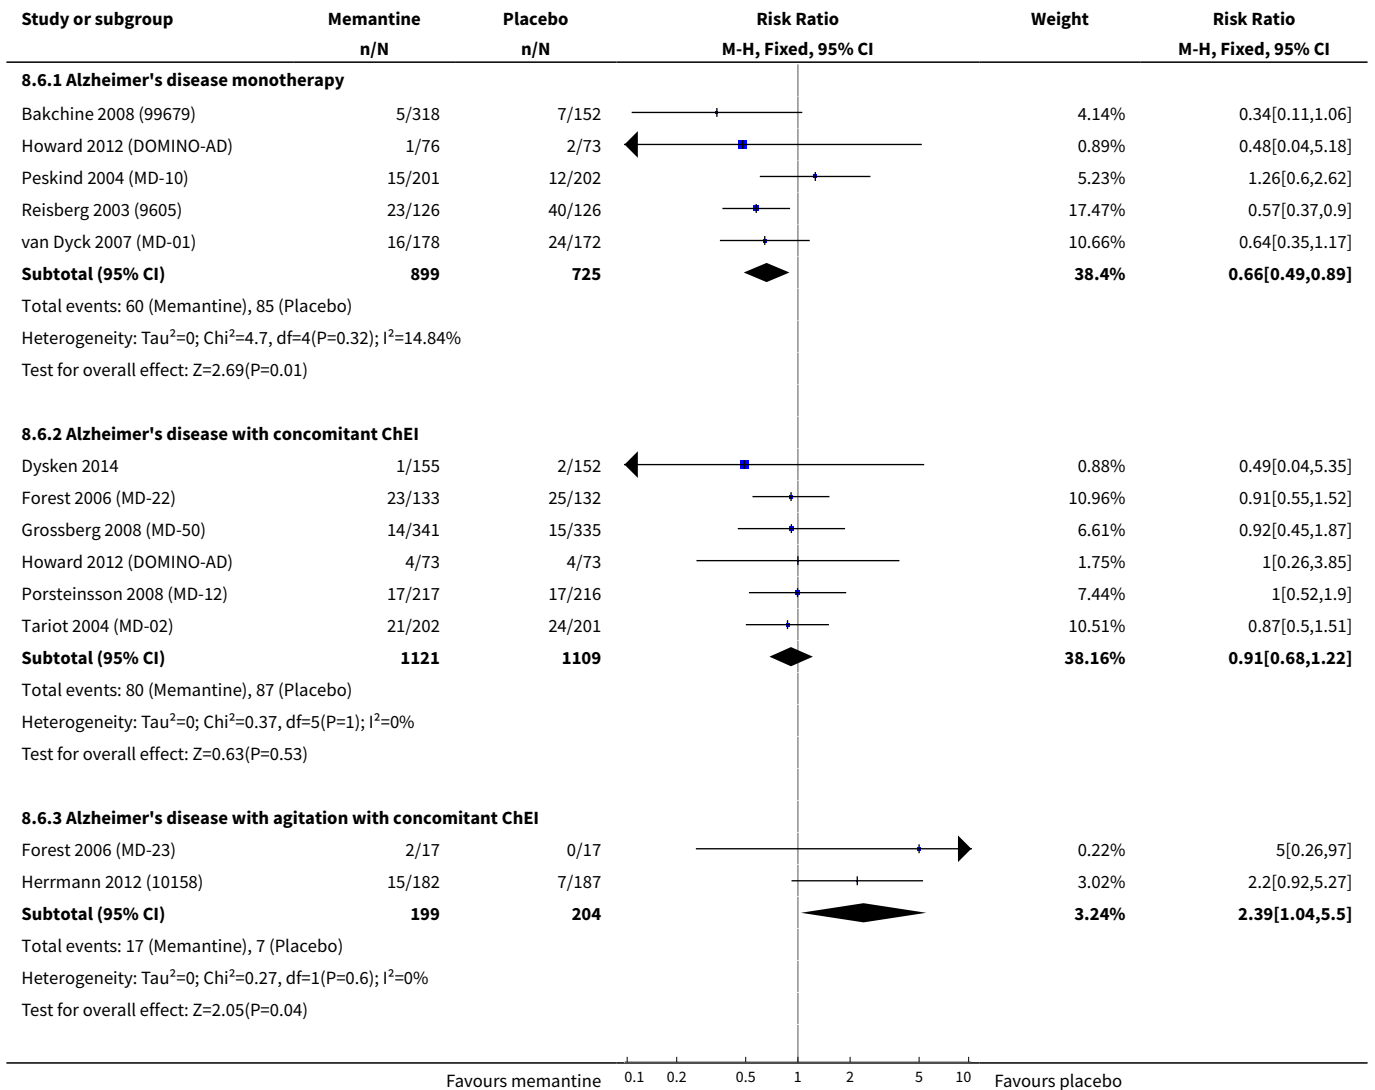 Study or subgroup Memantine Placebo Risk Ratio Weight Risk Ratio
n/N n/N M-H, Fixed, 95% CI M-H, Fixed, 95% CI
8.6.1 Alzheimer's disease monotherapy
Bakchine 2008 (99679) 5/318 7/152 4.14% 0.34[0.11,1.06]
Howard 2012 (DOMINO-AD) 1/76 2/73 0.89% 0.48[0.04,5.18]
Peskind 2004 (MD-10) 15/201 12/202 5.23% 1.26[0.6,2.62]
Reisberg 2003 (9605) 23/126 40/126 17.47% 0.57[0.37,0.9]
van Dyck 2007 (MD-01) 16/178 24/172 10.66% 0.64[0.35,1.17]
Subtotal (95% CI) 899 725 38.4% 0.66[0.49,0.89]
Total events: 60 (Memantine), 85 (Placebo)
Heterogeneity: Tau²=0; Chi²=4.7, df=4(P=0.32); I²=14.84%
Test for overall effect: Z=2.69(P=0.01)
8.6.2 Alzheimer's disease with concomitant ChEI
Dysken 2014 1/155 2/152 0.88% 0.49[0.04,5.35]
Forest 2006 (MD-22) 23/133 25/132 10.96% 0.91[0.55,1.52]
Grossberg 2008 (MD-50) 14/341 15/335 6.61% 0.92[0.45,1.87]
Howard 2012 (DOMINO-AD) 4/73 4/73 1.75% 1[0.26,3.85]
Porsteinsson 2008 (MD-12) 17/217 17/216 7.44% 1[0.52,1.9]
Tariot 2004 (MD-02) 21/202 24/201 10.51% 0.87[0.5,1.51]
Subtotal (95% CI) 1121 1109 38.16% 0.91[0.68,1.22]
Total events: 80 (Memantine), 87 (Placebo)
Heterogeneity: Tau²=0; Chi²=0.37, df=5(P=1); I²=0%
Test for overall effect: Z=0.63(P=0.53)
8.6.3 Alzheimer's disease with agitation with concomitant ChEI
Forest 2006 (MD-23) 2/17 0/17 0.22% 5[0.26,97]
Herrmann 2012 (10158) 15/182 7/187 3.02% 2.2[0.92,5.27]
Subtotal (95% CI) 199 204 3.24% 2.39[1.04,5.5]
Total events: 17 (Memantine), 7 (Placebo)
Heterogeneity: Tau²=0; Chi²=0.27, df=1(P=0.6); I²=0%
Test for overall effect: Z=2.05(P=0.04)
Favours memantine 0.1 0.2 0.5 1 2 5 10 Favours placebo